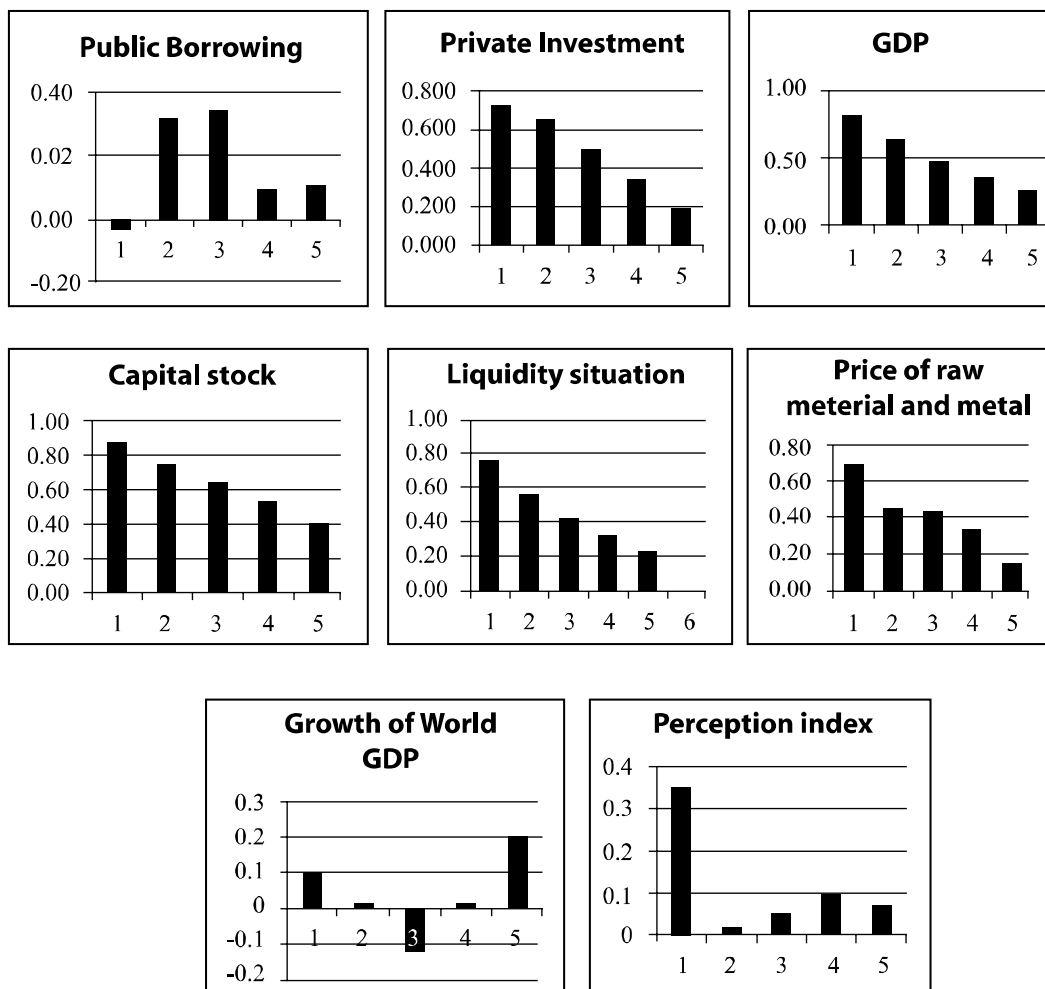 Public Borrowing
0.40
0.02
0.00
-0.20
1 2 3 4 5
Private Investment
0.800
0.600
0.400
0.200
0.000
1 2 3 4 5
GDP
1.00
0.50
0.00
1 2 3 4 5
Capital stock
1.00
0.80
0.60
0.40
0.20
0.00
1 2 3 4 5
Liquidity situation
1.00
0.80
0.60
0.40
0.20
0.00
1 2 3 4 5 6
Price of raw
meterial and metal
0.80
0.60
0.40
0.20
0.00
1 2 3 4 5
Growth of World
GDP
0.3
0.2
0.1
0
-0.1
-0.2
1 2 3 4 5
Perception index
0.4
0.3
0.2
0.1
0
1 2 3 4 5